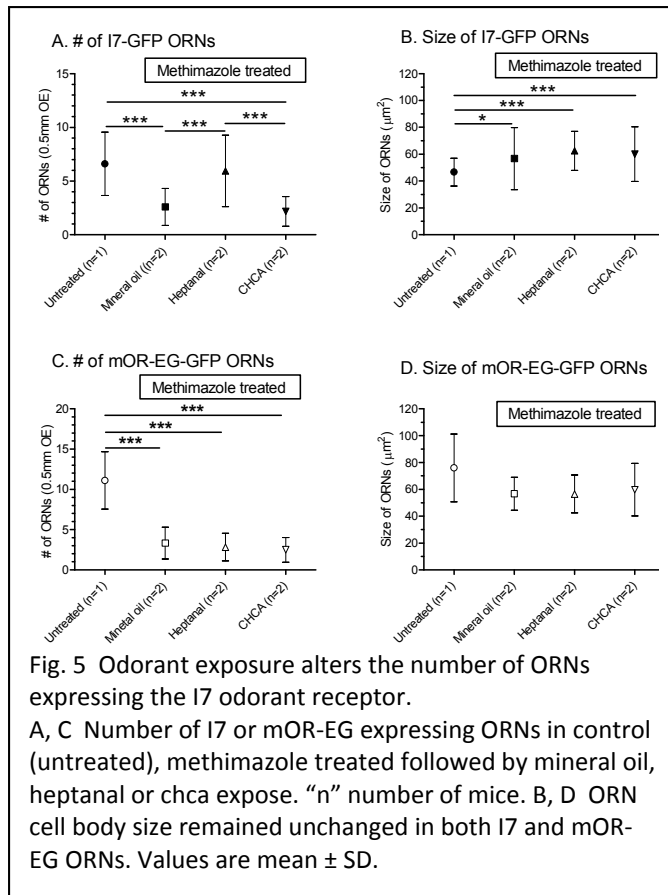 A. # of I7-GFP ORNs
Methimazole treated
***
*** *** ***
15
10
5
0
# of ORNs (0.5mm OE)
Untreated (n=1)
Mineral oil ((n=2)
Heptanal (n=2)
CHCA (n=2)
B. Size of I7-GFP ORNs
Methimazole treated
***
***
*
120
100
80
60
40
20
0
Size of ORNs (μm²)
Untreated (n=1)
Mineral oil (n=2)
Heptanal (n=2)
CHCA (n=2)
C. # of mOR-EG-GFP ORNs
Methimazole treated
***
***
***
20
15
10
5
0
# of ORNs (0.5mm OE)
Untreated (n=1)
Minetal oil (n=2)
Heptanal (n=2)
CHCA (n=2)
D. Size of mOR-EG-GFP ORNs
Methimazole treated
120
100
80
60
40
20
0
Size of ORNs (μm²)
Untreated (n=1)
Mineral oil (n=2)
Heptanal (n=2)
CHCA (n=2)
Fig. 5 Odorant exposure alters the number of ORNs
expressing the I7 odorant receptor.
A, C Number of I7 or mOR-EG expressing ORNs in control
(untreated), methimazole treated followed by mineral oil,
heptanal or chca expose. “n” number of mice. B, D ORN
cell body size remained unchanged in both I7 and mOR-
EG ORNs. Values are mean ± SD.